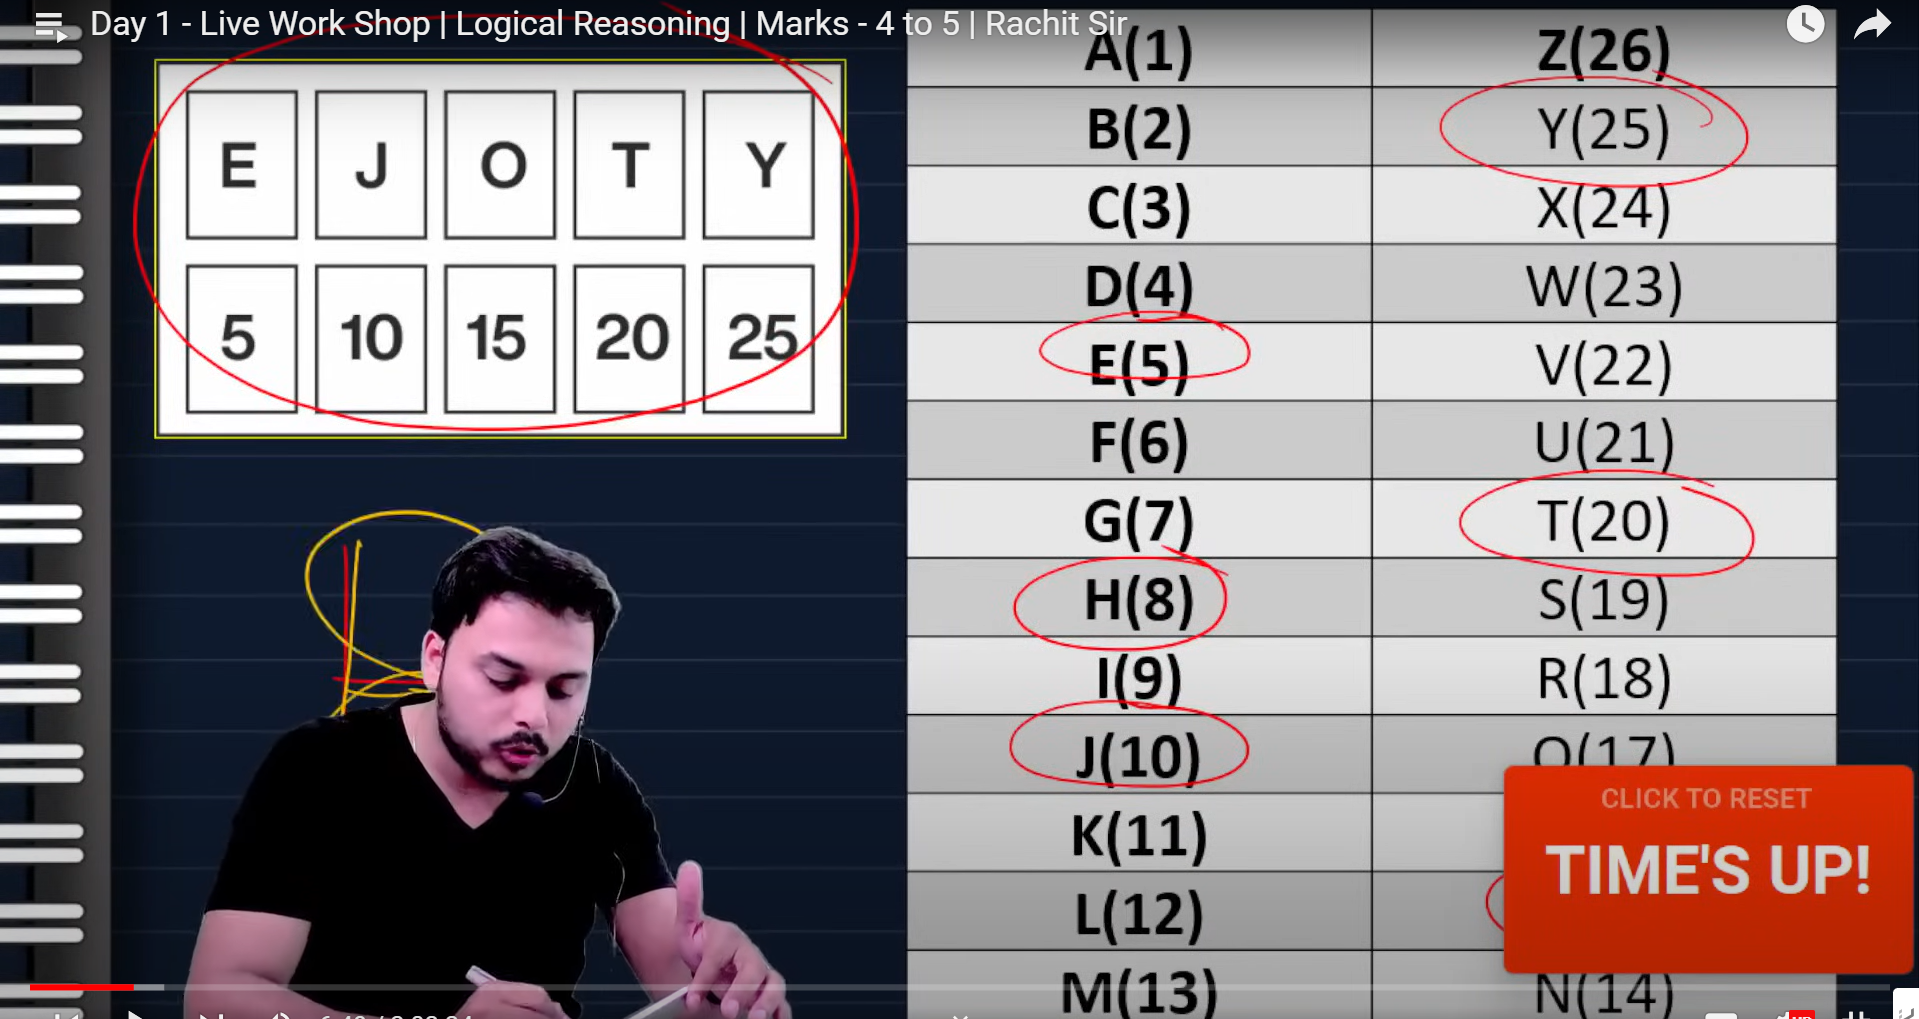 Day 1 - Live Work Shop | Logical Reasoning | Marks - 4 to 5 | Rachit Sir
E J O T Y
5 10 15 20 25
A(1) Z(26)
B(2) Y(25)
C(3) X(24)
D(4) W(23)
E(5) V(22)
F(6) U(21)
G(7) T(20)
H(8) S(19)
I(9) R(18)
J(10) Q(17)
K(11)
L(12)
M(13) N(14)
CLICK TO RESET
TIME'S UP!